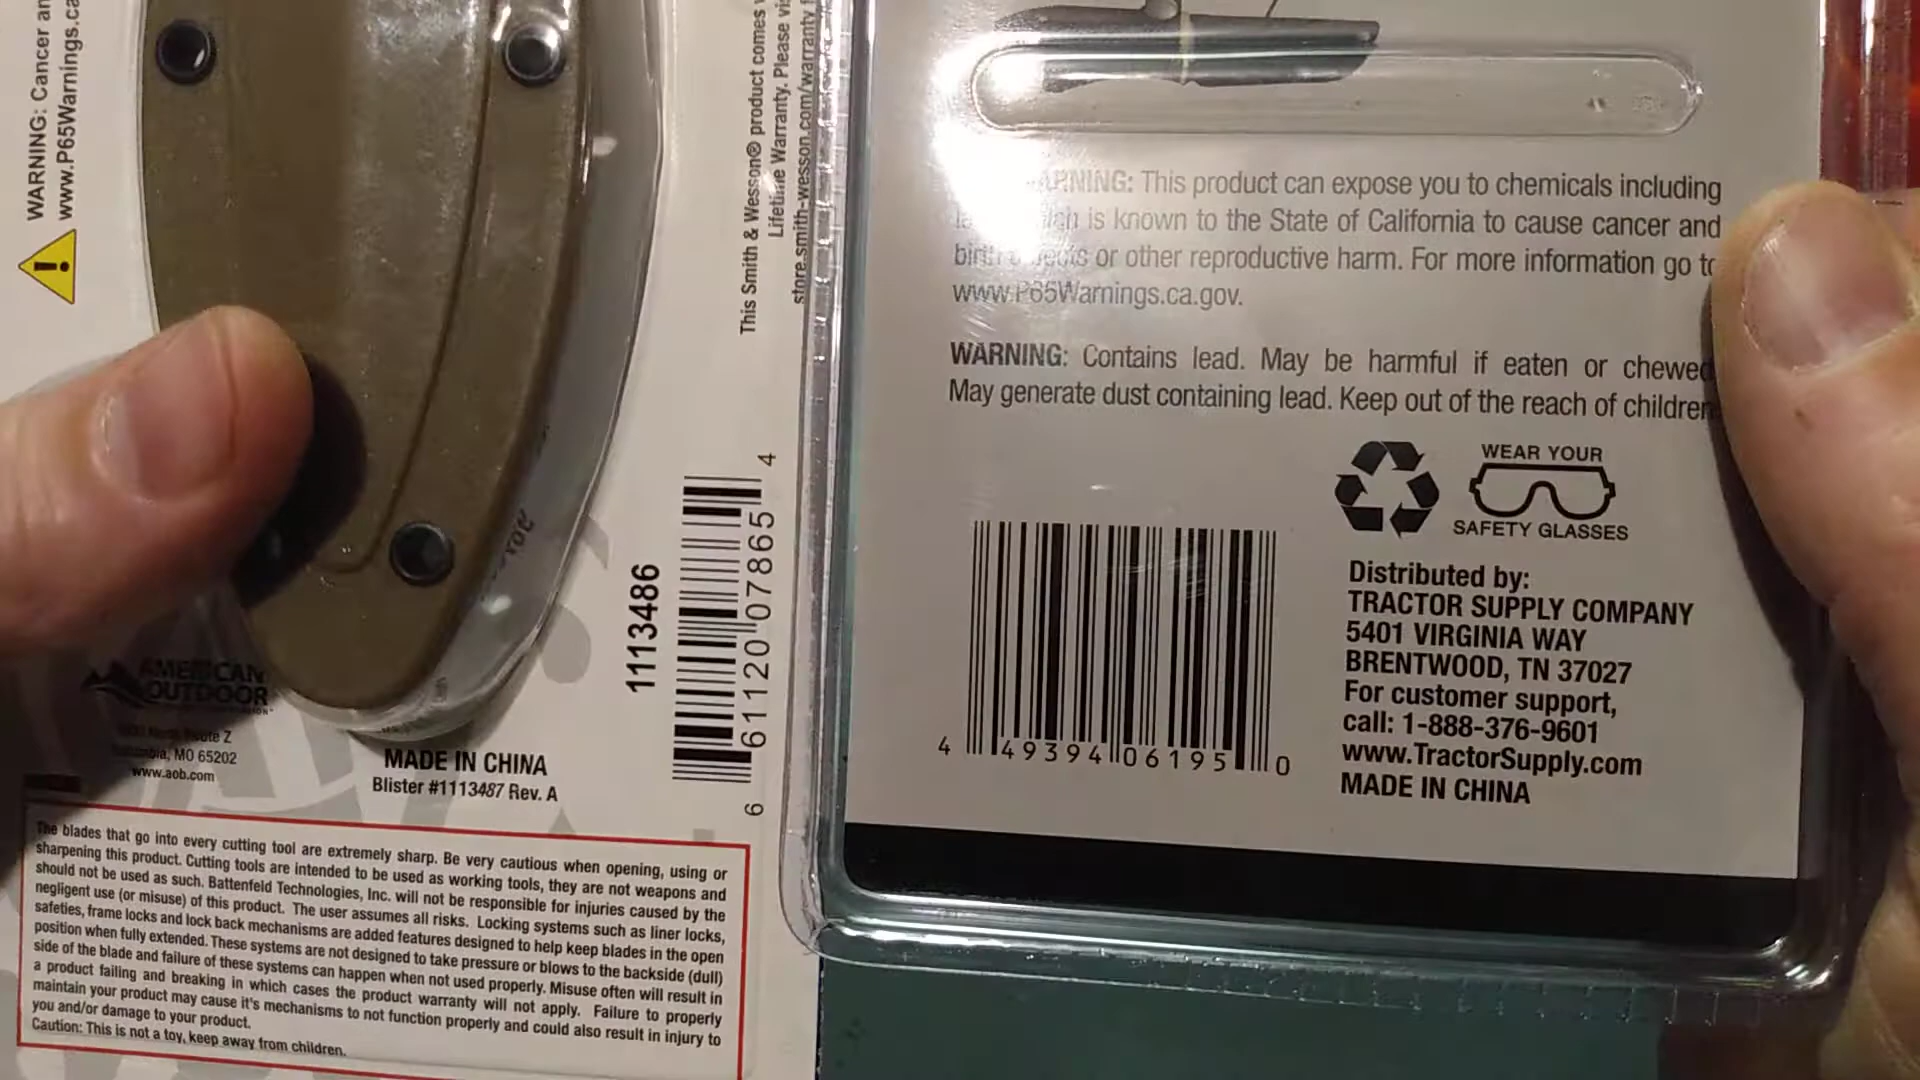 WARNING: Cancer an
www.P65Warnings.ca
This Smith & Wesson® product comes
Lifetime Warranty. Please vi
store.smith-wesson.com/warranty
1113486
6 61120 07865 4
AMERICAN
OUTDOOR
Route Z
MO 65202
www.aob.com
MADE IN CHINA
Blister #1113487 Rev. A
The blades that go into every cutting tool are extremely sharp. Be very cautious when opening, using or
sharpening this product. Cutting tools are intended to be used as working tools, they are not weapons and
should not be used as such. Battenfeld Technologies, Inc. will not be responsible for injuries caused by the
negligent use (or misuse) of this product. The user assumes all risks. Locking systems such as liner locks,
safeties, frame locks and lock back mechanisms are added features designed to help keep blades in the open
position when fully extended. These systems are not designed to take pressure or blows to the backside (dull)
side of the blade and failure of these systems can happen when not used properly. Misuse often will result in
a product failing and breaking in which cases the product warranty will not apply. Failure to properly
maintain your product may cause it's mechanisms to not function properly and could also result in injury to
you and/or damage to your product.
Caution: This is not a toy, keep away from children.
ARNING: This product can expose you to chemicals including
is known to the State of California to cause cancer and
or other reproductive harm. For more information go to
www.P65Warnings.ca.gov.
WARNING: Contains lead. May be harmful if eaten or chewed
May generate dust containing lead. Keep out of the reach of children
WEAR YOUR
SAFETY GLASSES
4 49394 06195 0
Distributed by:
TRACTOR SUPPLY COMPANY
5401 VIRGINIA WAY
BRENTWOOD, TN 37027
For customer support,
call: 1-888-376-9601
www.TractorSupply.com
MADE IN CHINA